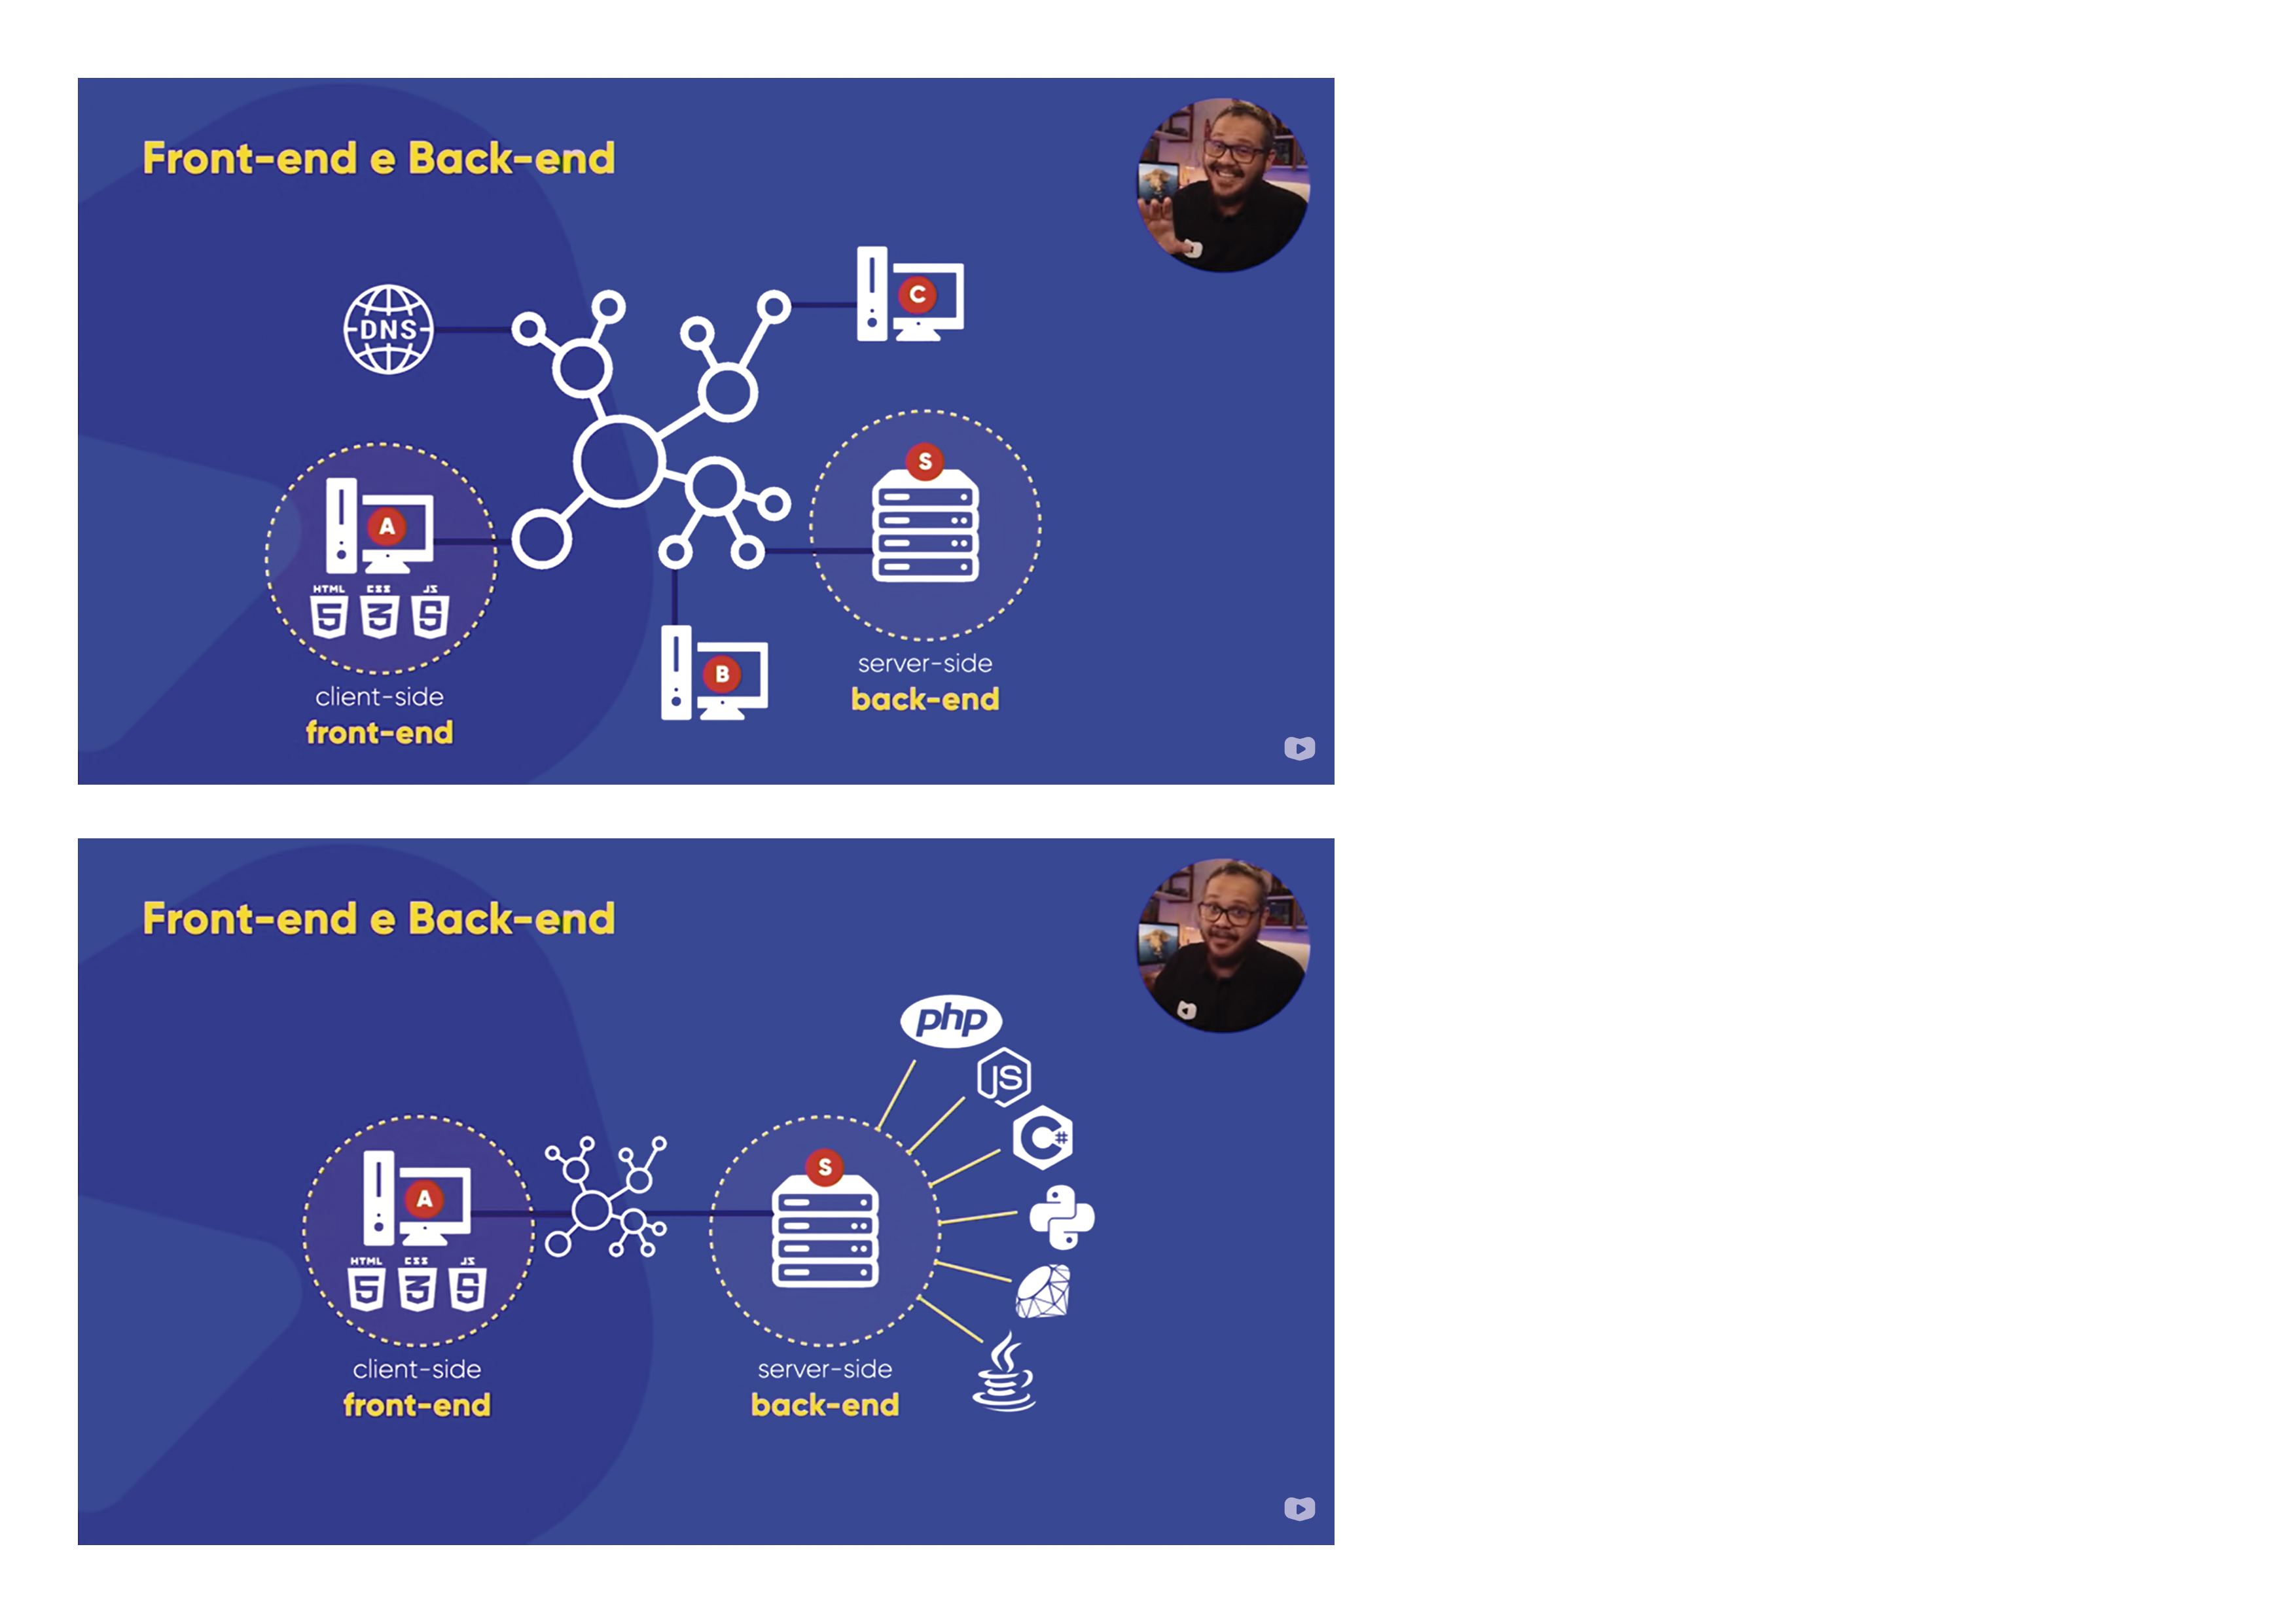 Front-end e Back-end
DNS
C
S
A
HTML CSS JS
5 3 5
B
server-side
back-end
client-side
front-end
Front-end e Back-end
php
JS
C#
S
A
HTML CSS JS
5 3 5
client-side
front-end
server-side
back-end